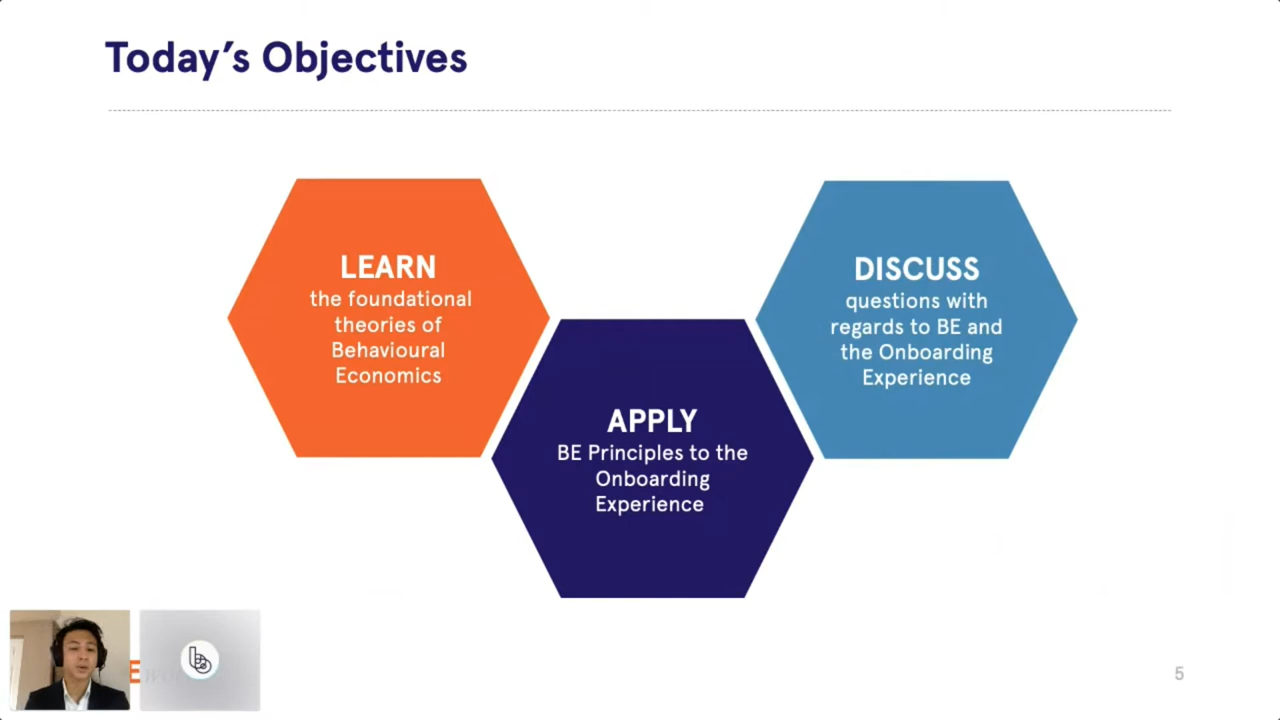 Today’s Objectives
LEARN
the foundational
theories of
Behavioural
Economics
APPLY
BE Principles to the
Onboarding
Experience
DISCUSS
questions with
regards to BE and
the Onboarding
Experience
5